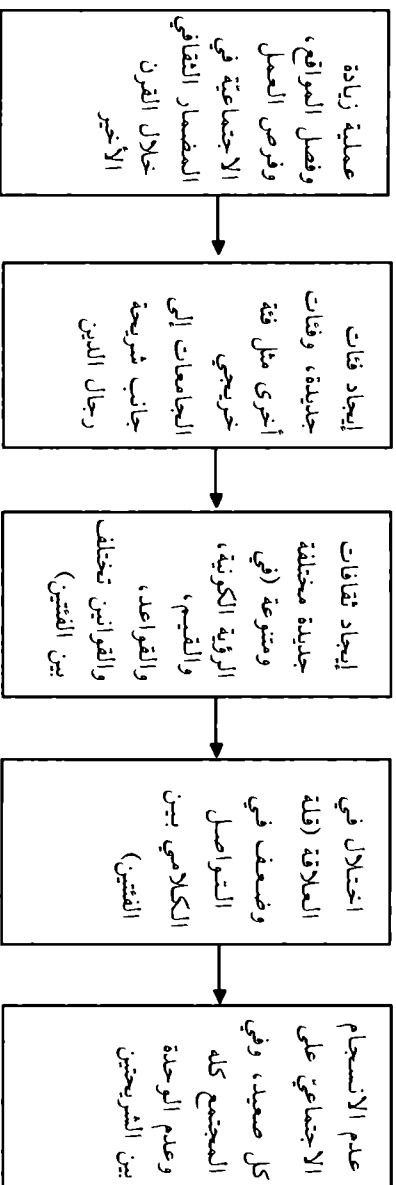 عملية زيادة
وفصل المواقع،
وفرص العمل
الاجتماعيّة في
المضمار الثقافي
خلال القرن
الأخير
إيجاد فئات
جديدة، وفئات
أخرى مثل فئة
خريجي
الجامعات إلى
جانب شريحة
رجال الدين
إيجاد ثقافات
جديدة مختلفة
ومتنوعة (في
الرؤية الكونية،
والقيم،
والقواعد،
والقوانين تختلف
بين الفئتين)
اختلال في
العلاقة (قلة
وضعف في
التواصل
الكلامي بين
الفئتين)
عدم الانسجام
الاجتماعيّ على
كل صعيد، وفي
المجتمع كله
وعدم الوحدة
بين الشريحتين